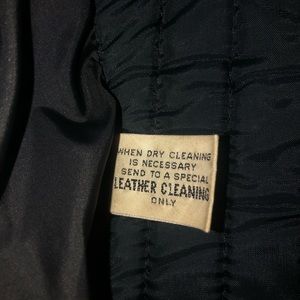 WHEN DRY CLEANING
IS NECESSARY
SEND TO A SPECIAL
LEATHER CLEANING
ONLY